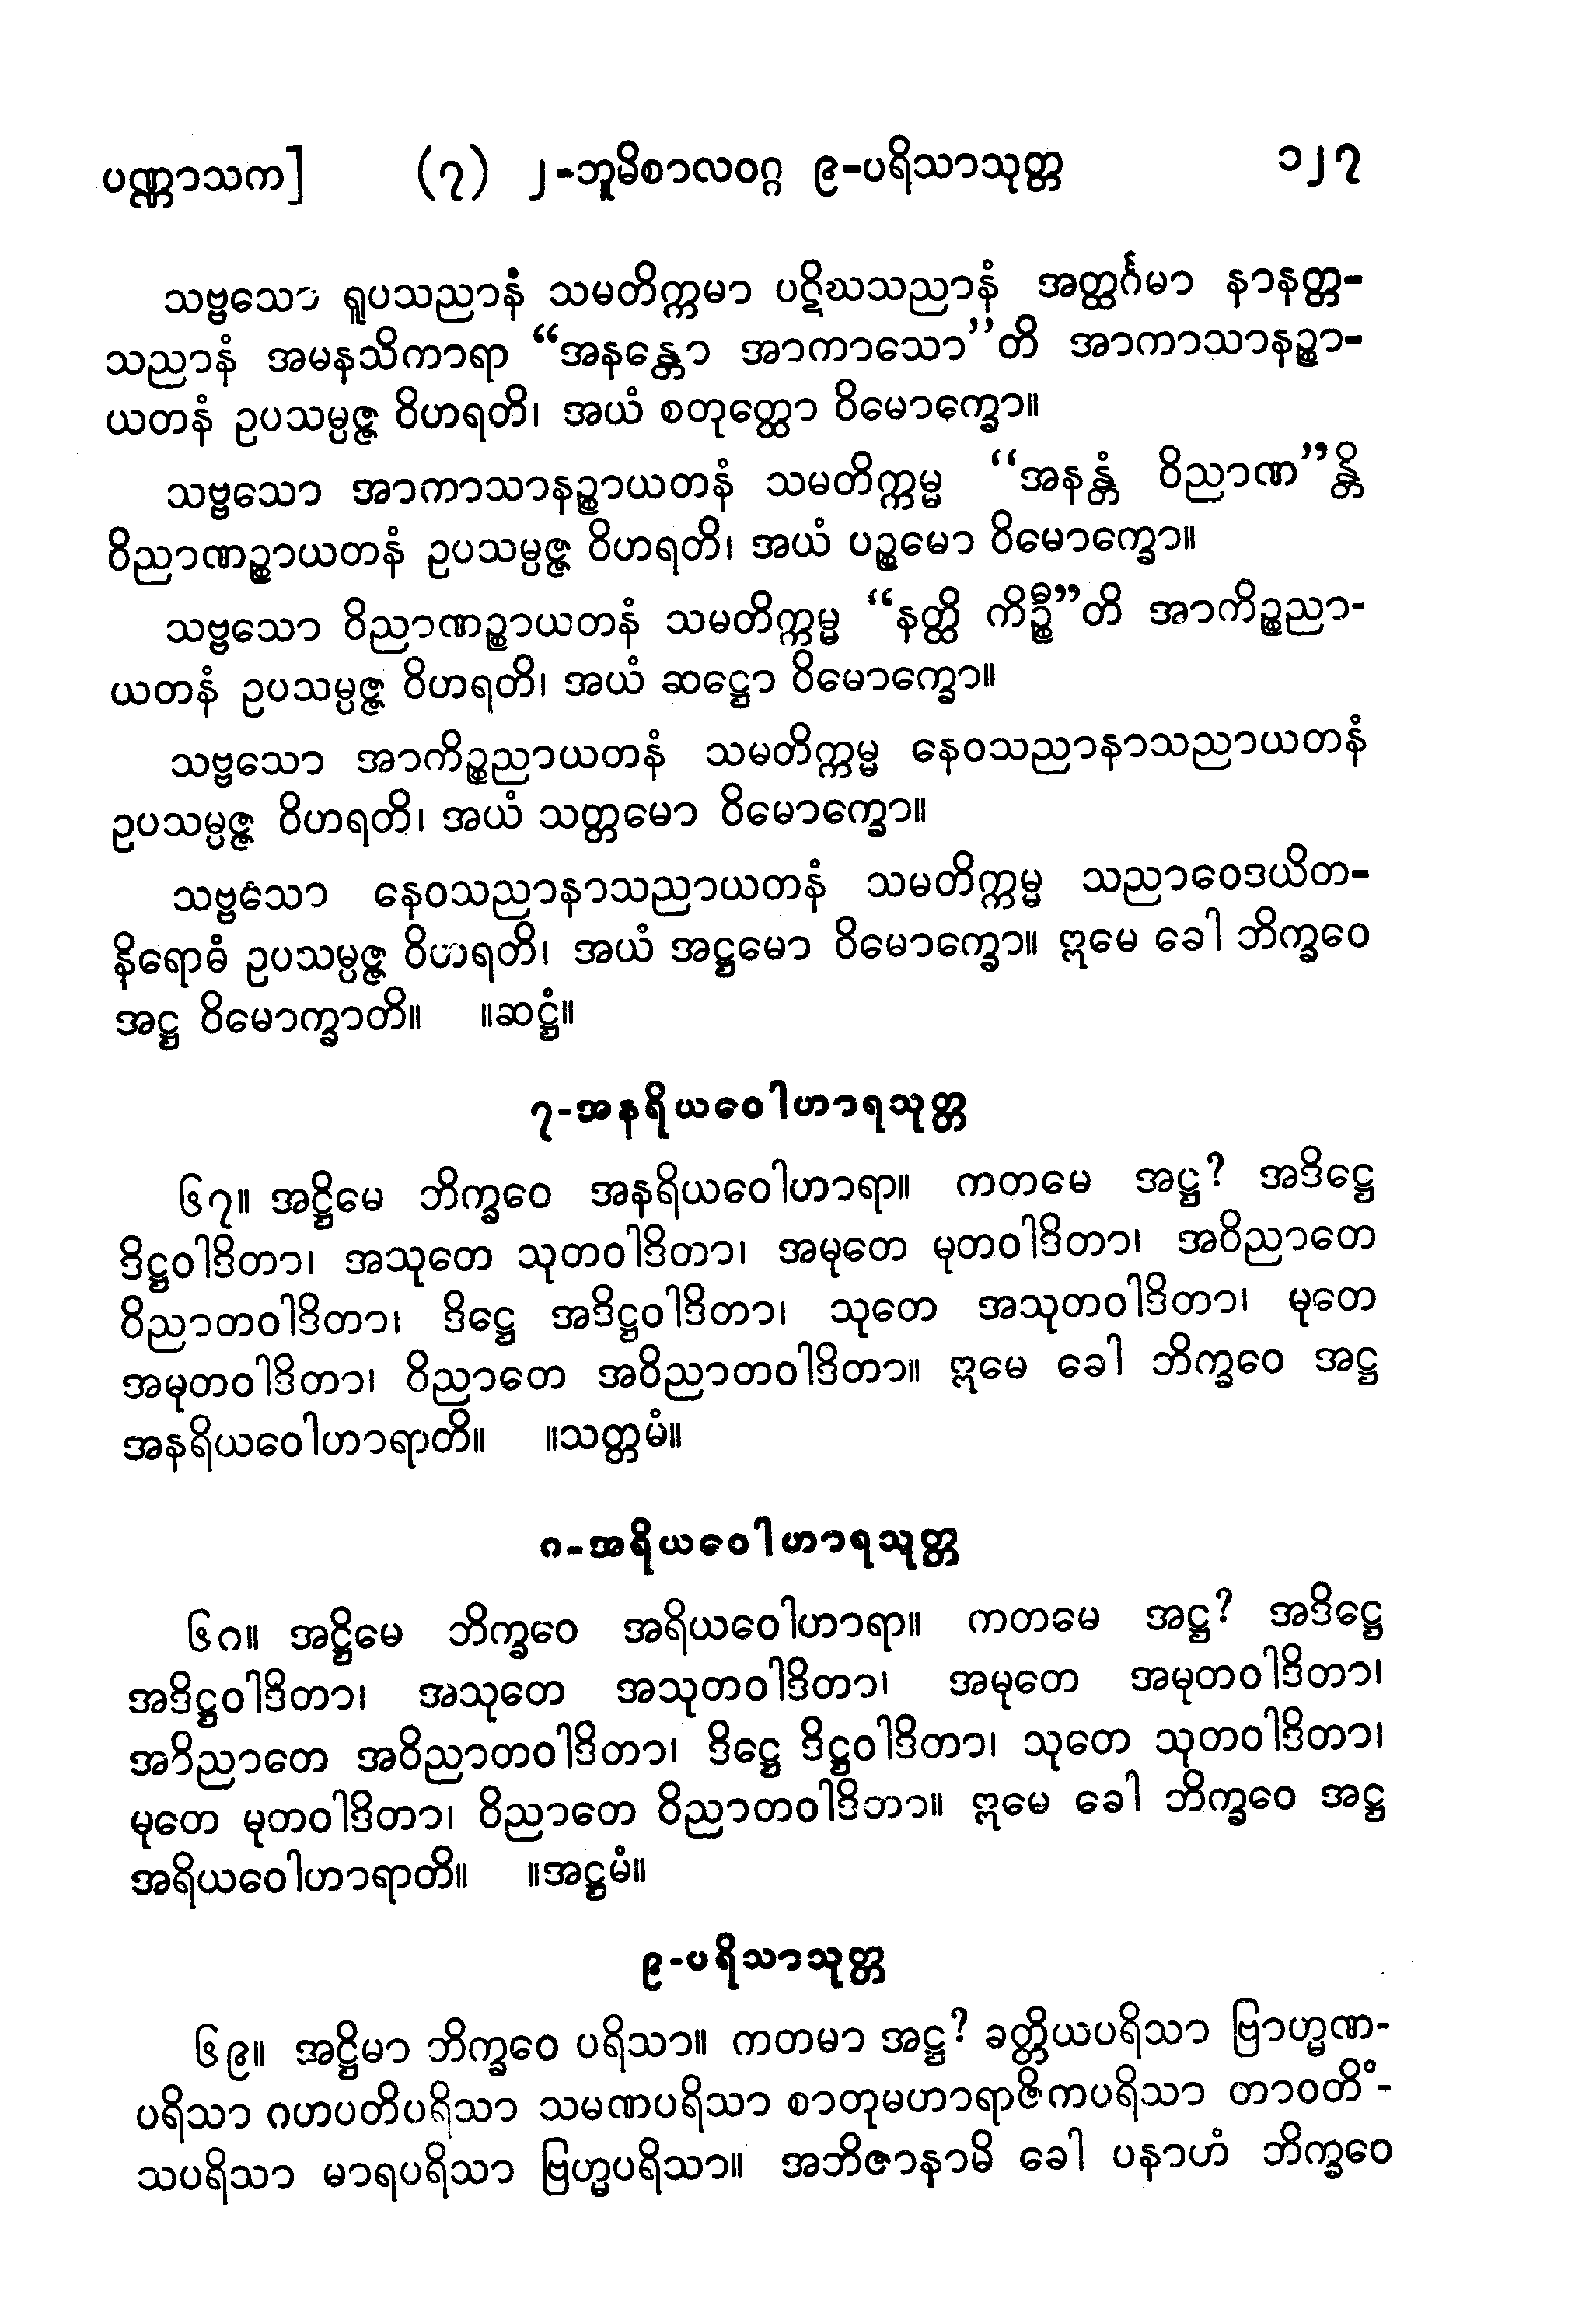 ပဏ္ဏာသက] (၇) ၂-ဘူမိစာလဝဂ္ဂ ၉-ပရိသာသုတ္တ ၁၂၇
သဗ္ဗသော ရူပသညာနံ သမတိက္ကမာ ပဋိဃသညာနံ အတ္ထင်္ဂမာ နာနတ္တ-
သညာနံ အမနသိကာရာ “အနန္တော အာကာသော”တိ အာကာသာနဉ္စာ-
ယတနံ ဥပသမ္ပဇ္ဇ ဝိဟရတိ၊ အယံ စတုတ္ထော ဝိမောက္ခော။
သဗ္ဗသော အာကာသာနဉ္စာယတနံ သမတိက္ကမ္မ “အနန္တံ ဝိညာဏ”န္တိ
ဝိညာဏဉ္စာယတနံ ဥပသမ္ပဇ္ဇ ဝိဟရတိ၊ အယံ ပဉ္စမော ဝိမောက္ခော။
သဗ္ဗသော ဝိညာဏဉ္စာယတနံ သမတိက္ကမ္မ “နတ္ထိ ကိဉ္စီ”တိ အာကိဉ္စညာ-
ယတနံ ဥပသမ္ပဇ္ဇ ဝိဟရတိ၊ အယံ ဆဋ္ဌော ဝိမောက္ခော။
သဗ္ဗသော အာကိဉ္စညာယတနံ သမတိက္ကမ္မ နေဝသညာနာသညာယတနံ
ဥပသမ္ပဇ္ဇ ဝိဟရတိ၊ အယံ သတ္တမော ဝိမောက္ခော။
သဗ္ဗသော နေဝသညာနာသညာယတနံ သမတိက္ကမ္မ သညာဝေဒယိတ-
နိရောဓံ ဥပသမ္ပဇ္ဇ ဝိဟရတိ၊ အယံ အဋ္ဌမော ဝိမောက္ခော။ ဣမေ ခေါ ဘိက္ခဝေ
အဋ္ဌ ဝိမောက္ခာတိ။ ။ဆဋ္ဌံ။
၇-အနရိယဝေါဟာရသုတ္တ
၆၇။ အဋ္ဌိမေ ဘိက္ခဝေ အနရိယဝေါဟာရာ။ ကတမေ အဋ္ဌ? အဒိဋ္ဌေ
ဒိဋ္ဌဝါဒိတာ၊ အသုတေ သုတဝါဒိတာ၊ အမုတေ မုတဝါဒိတာ၊ အဝိညာတေ
ဝိညာတဝါဒိတာ၊ ဒိဋ္ဌေ အဒိဋ္ဌဝါဒိတာ၊ သုတေ အသုတဝါဒိတာ၊ မုတေ
အမုတဝါဒိတာ၊ ဝိညာတေ အဝိညာတဝါဒိတာ။ ဣမေ ခေါ ဘိက္ခဝေ အဋ္ဌ
အနရိယဝေါဟာရာတိ။ ။သတ္တမံ။
၈-အရိယဝေါဟာရသုတ္တ
၆၈။ အဋ္ဌိမေ ဘိက္ခဝေ အရိယဝေါဟာရာ။ ကတမေ အဋ္ဌ? အဒိဋ္ဌေ
အဒိဋ္ဌဝါဒိတာ၊ အသုတေ အသုတဝါဒိတာ၊ အမုတေ အမုတဝါဒိတာ၊
အဝိညာတေ အဝိညာတဝါဒိတာ၊ ဒိဋ္ဌေ ဒိဋ္ဌဝါဒိတာ၊ သုတေ သုတဝါဒိတာ၊
မုတေ မုတဝါဒိတာ၊ ဝိညာတေ ဝိညာတဝါဒိတာ။ ဣမေ ခေါ ဘိက္ခဝေ အဋ္ဌ
အရိယဝေါဟာရာတိ။ ။အဋ္ဌမံ။
၉-ပရိသာသုတ္တ
၆၉။ အဋ္ဌိမာ ဘိက္ခဝေ ပရိသာ။ ကတမာ အဋ္ဌ? ခတ္တိယပရိသာ ဗြာဟ္မဏ-
ပရိသာ ဂဟပတိပရိသာ သမဏပရိသာ စာတုမဟာရာဇိကပရိသာ တာဝတိံ-
သပရိသာ မာရပရိသာ ဗြဟ္မပရိသာ။ အဘိဇာနာမိ ခေါ ပနာဟံ ဘိက္ခဝေ